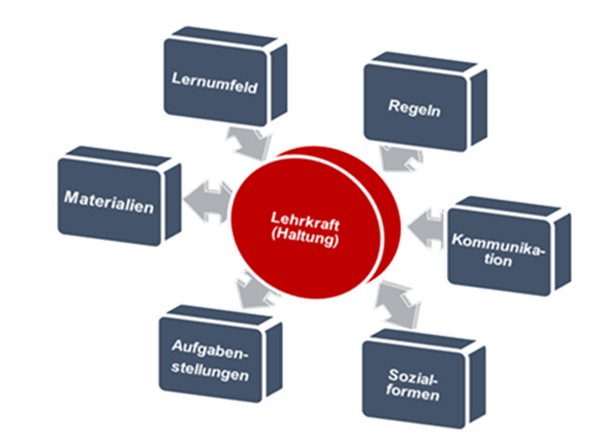 Lernumfeld
Regeln
Materialien
Lehrkraft
(Haltung)
Kommunika-
tion
Aufgaben-
stellungen
Sozial-
formen